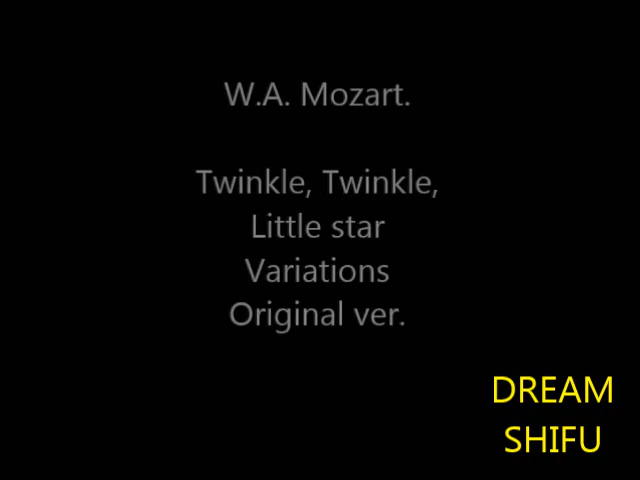 W.A. Mozart.
Twinkle, Twinkle,
Little star
Variations
Original ver.
DREAM
SHIFU